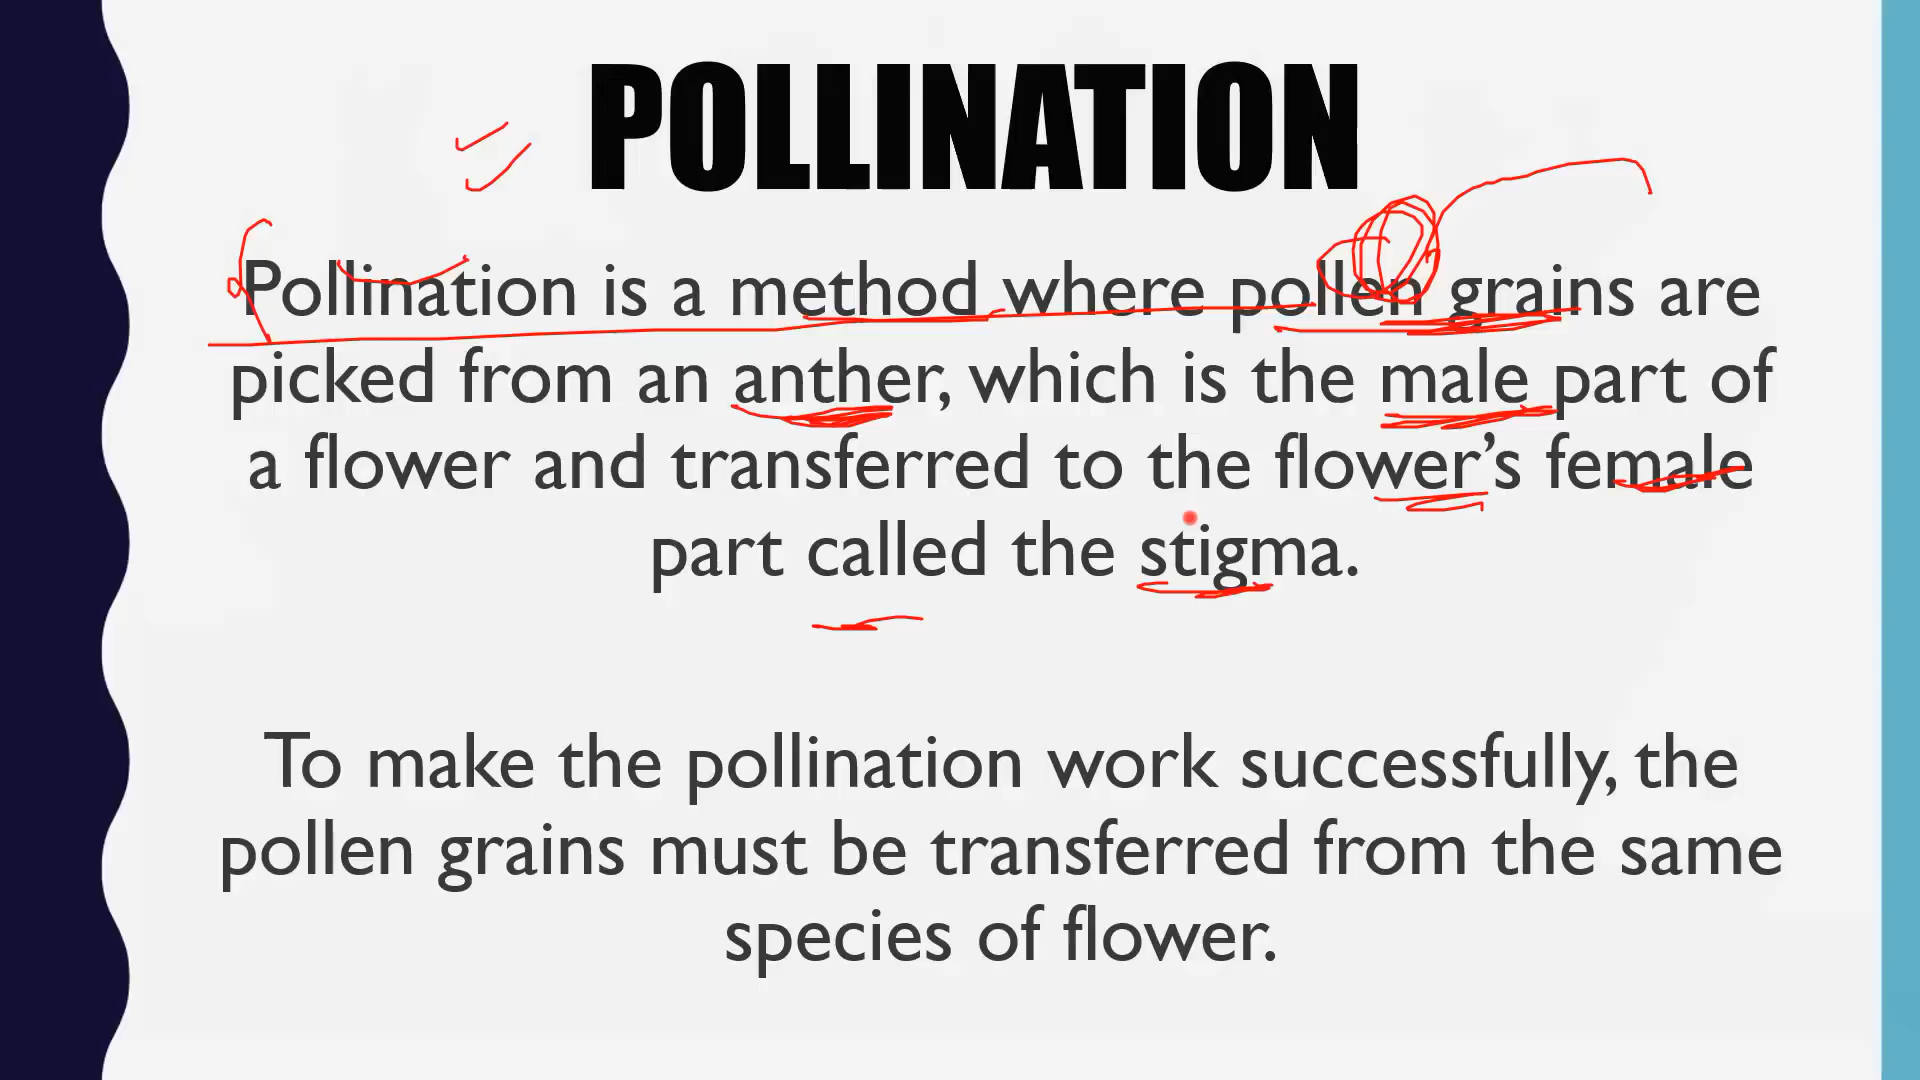 POLLINATION
Pollination is a method where pollen grains are
picked from an anther, which is the male part of
a flower and transferred to the flower’s female
part called the stigma.
To make the pollination work successfully, the
pollen grains must be transferred from the same
species of flower.